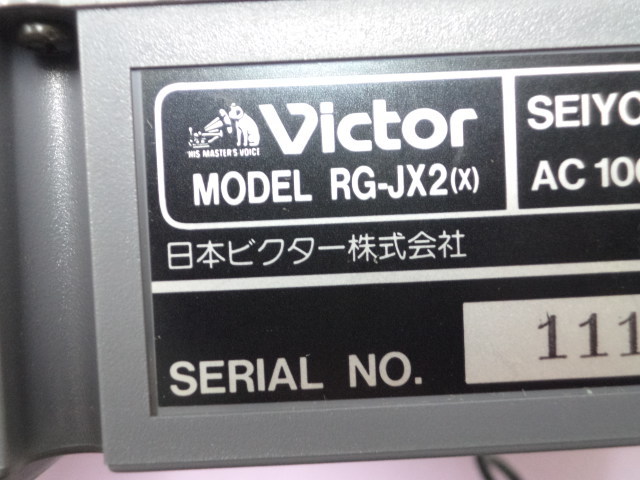 HIS MASTER'S VOICE
Victor
MODEL RG-JX2(X)
SEIYO
AC 100
日本ビクター株式会社
SERIAL NO.
111